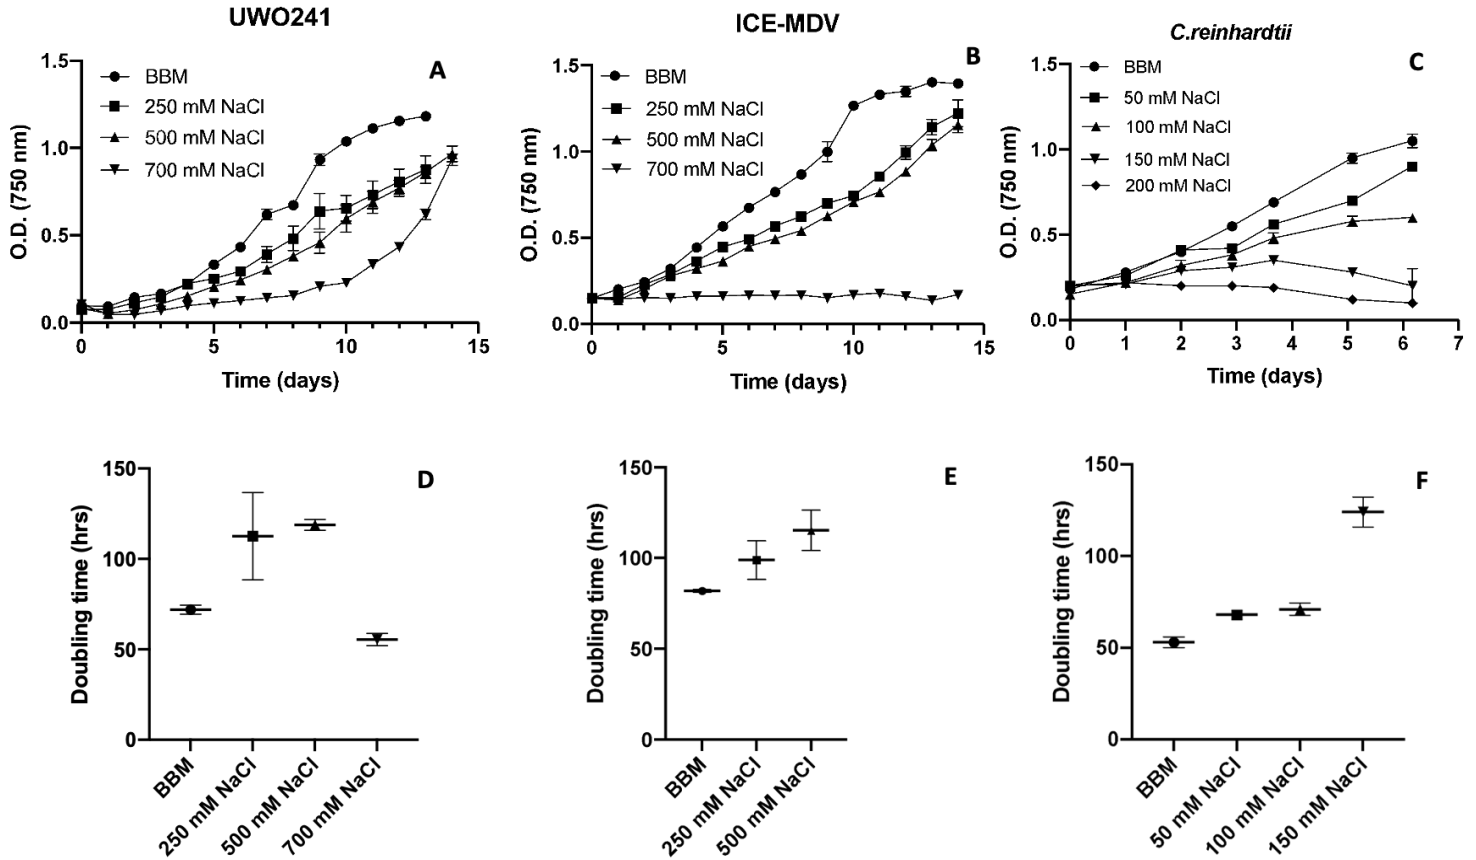 UWO241
A
BBM
250 mM NaCl
500 mM NaCl
700 mM NaCl
O.D. (750 nm)
1.5
1.0
0.5
0.0
0 5 10 15
Time (days)
ICE-MDV
B
BBM
250 mM NaCl
500 mM NaCl
700 mM NaCl
O.D. (750 nm)
1.5
1.0
0.5
0.0
0 5 10 15
Time (days)
C.reinhardtii
C
BBM
50 mM NaCl
100 mM NaCl
150 mM NaCl
200 mM NaCl
O.D. (750 nm)
1.5
1.0
0.5
0.0
0 1 2 3 4 5 6 7
Time (days)
D
Doubling time (hrs)
150
100
50
0
BBM
250 mM NaCl
500 mM NaCl
700 mM NaCl
E
Doubling time (hrs)
150
100
50
0
BBM
250 mM NaCl
500 mM NaCl
F
Doubling time (hrs)
150
100
50
0
BBM
50 mM NaCl
100 mM NaCl
150 mM NaCl